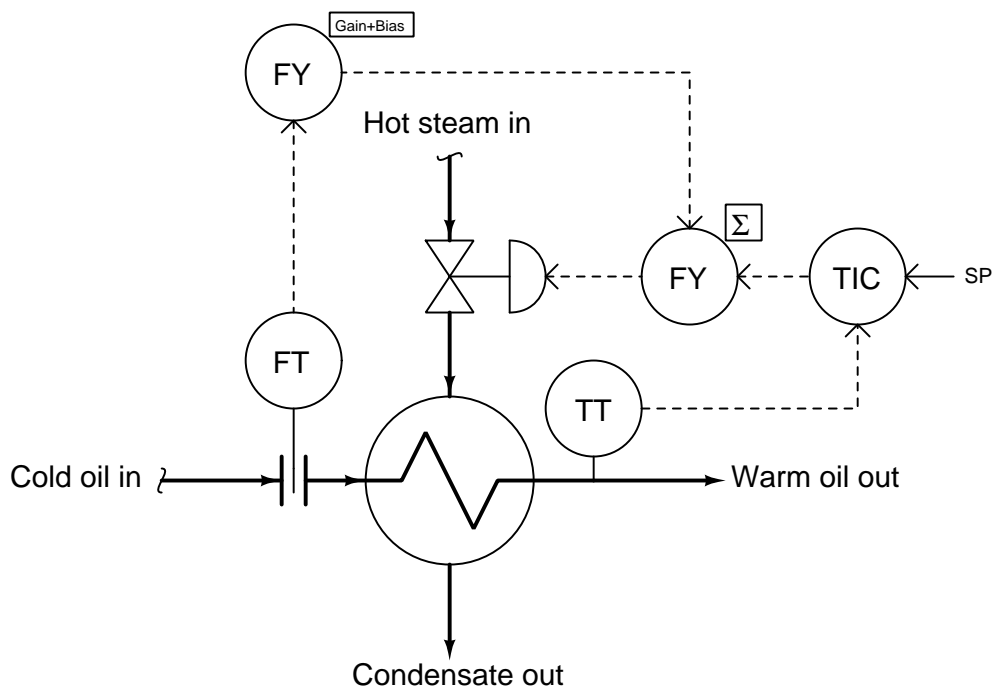 Gain+Bias
FY
Hot steam in
Σ
FY
TIC
SP
FT
TT
Cold oil in
Warm oil out
Condensate out